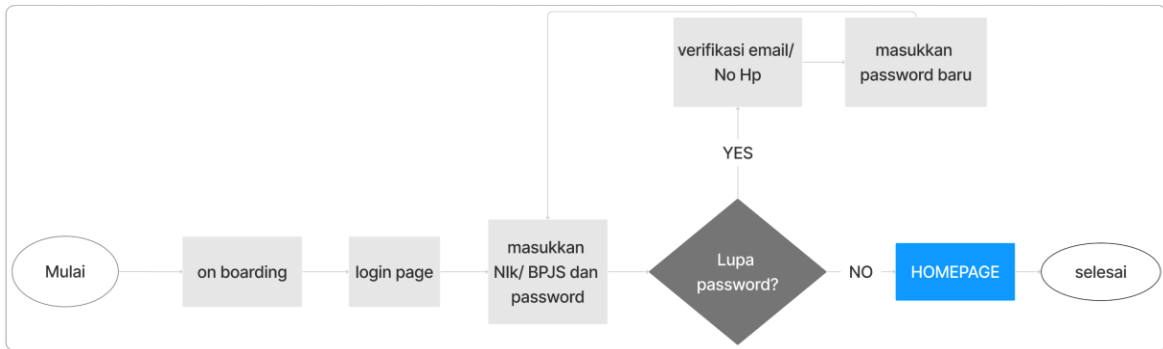 verifikasi email/
No Hp
masukkan
password baru
YES
Mulai
on boarding
login page
masukkan
NIk/ BPJS dan
password
Lupa
password?
NO
HOMEPAGE
selesai